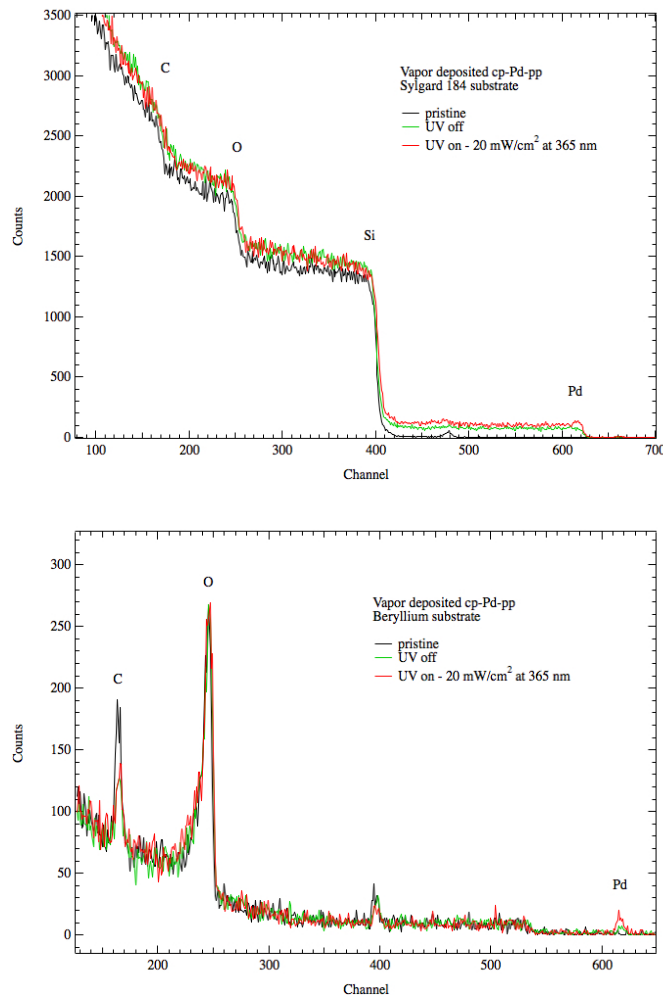 3500
3000
2500
2000
1500
1000
500
0
Counts
C
O
Si
Pd
Vapor deposited cp-Pd-pp
Sylgard 184 substrate
pristine
UV off
UV on - 20 mW/cm² at 365 nm
100 200 300 400 500 600 700
Channel
300
250
200
150
100
50
0
Counts
C
O
Pd
Vapor deposited cp-Pd-pp
Beryllium substrate
pristine
UV off
UV on - 20 mW/cm² at 365 nm
200 300 400 500 600
Channel